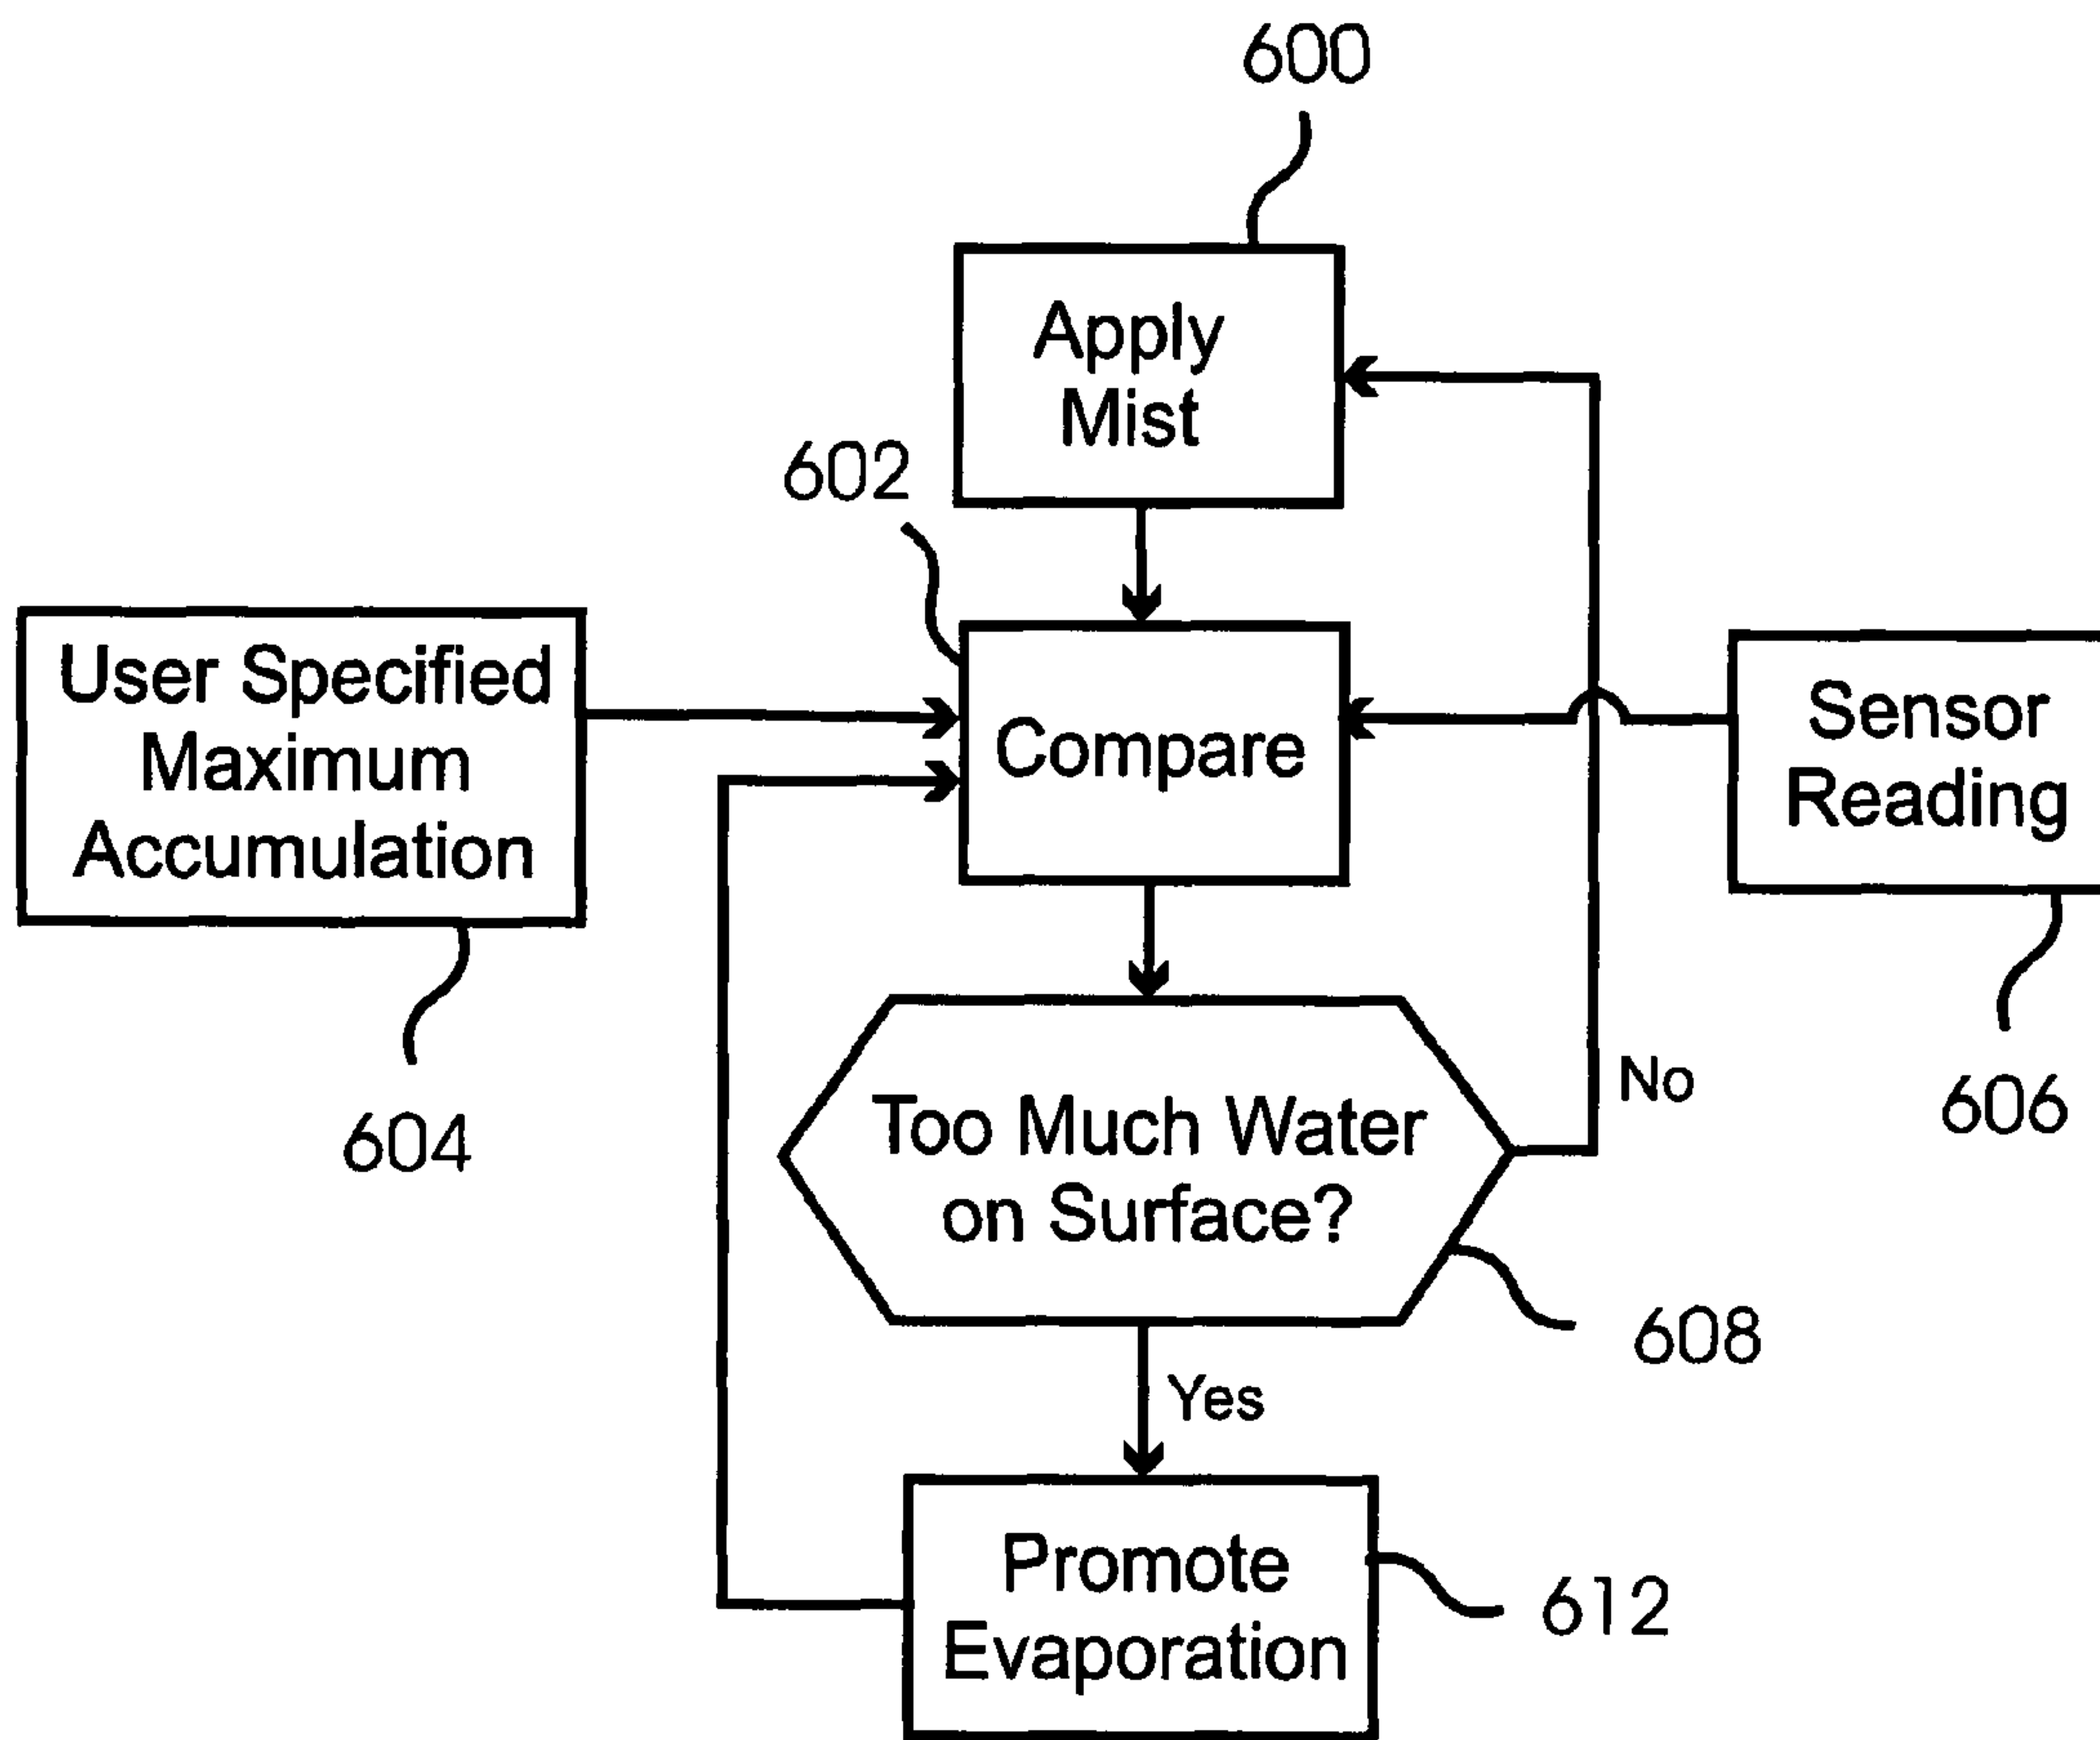 600
Apply
Mist
602
User Specified
Maximum
Accumulation
Compare
Sensor
Reading
604
606
No
Too Much Water
on Surface?
608
Yes
Promote
Evaporation
612